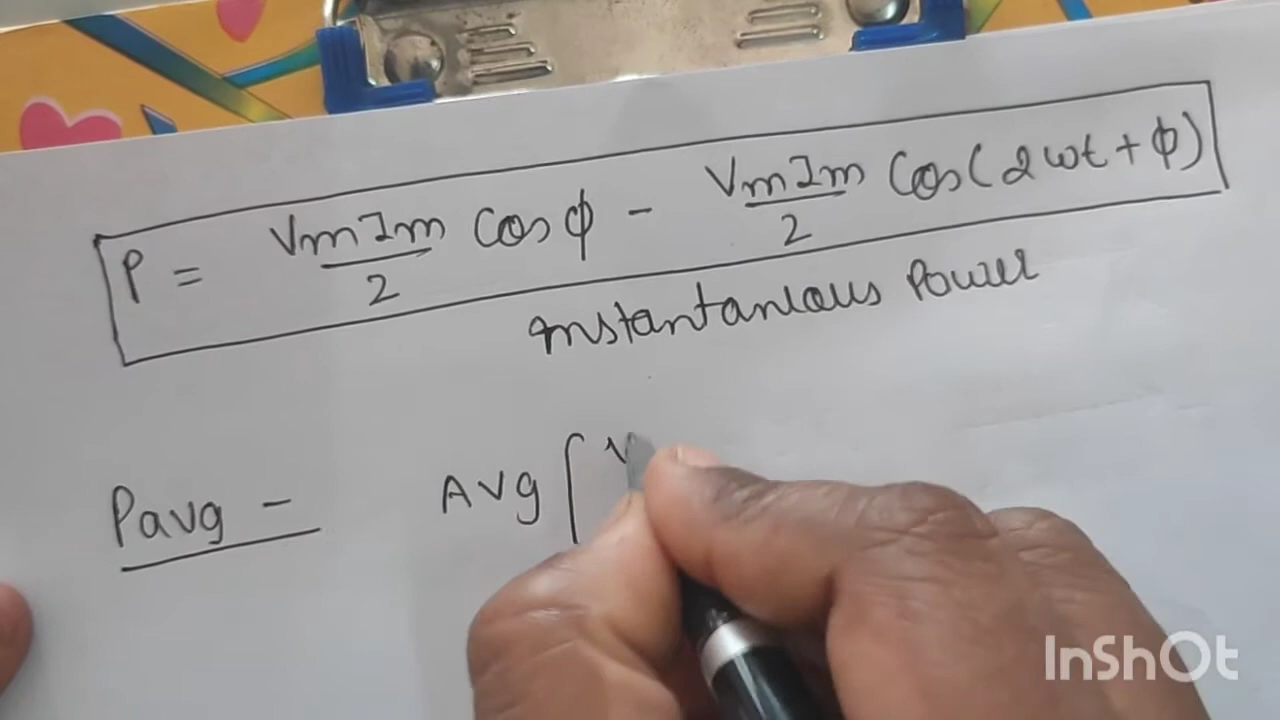 P = VmIm/2 Cos φ - VmIm/2 Cos(2ωt + φ)
Instantaneous Power
Pavg - Avg [ V
InShOt